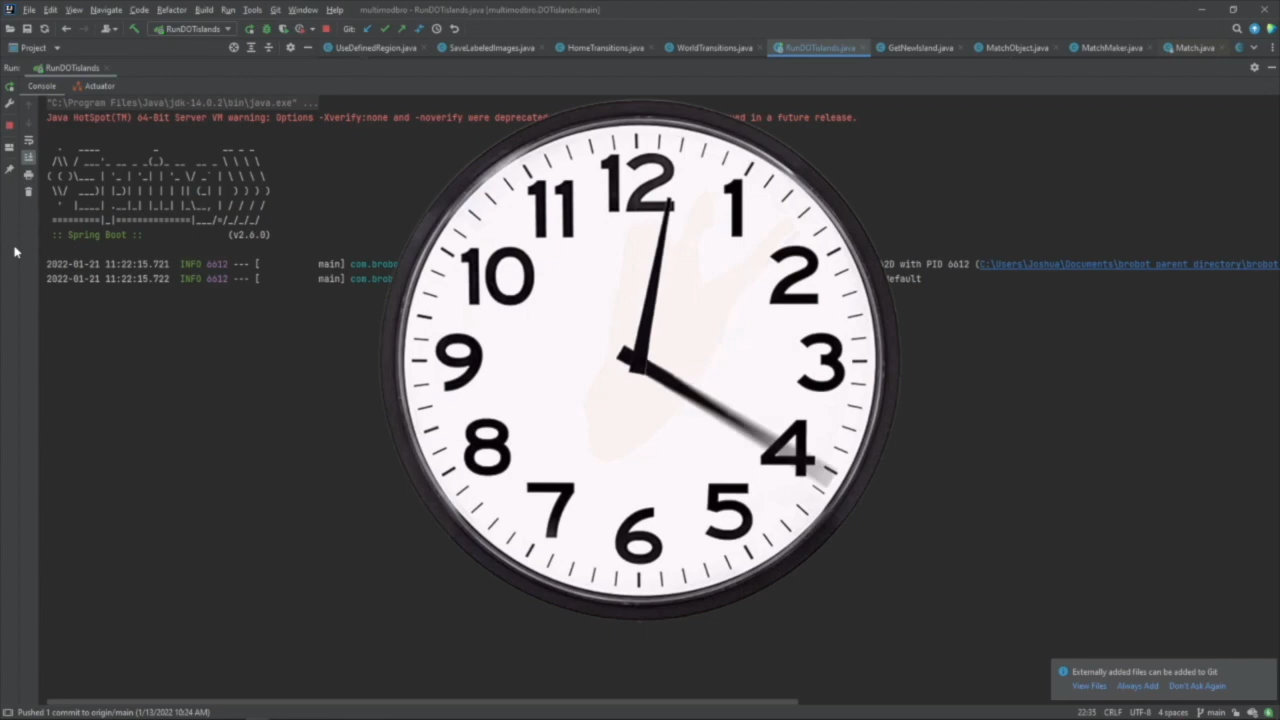 File Edit View Navigate Code Refactor Build Run Tools Git Window Help multimodbro - RunDOTislands.java [multimodbro.DOTislands.main]
RunDOTislands Git:
Project UseDefinedRegion.java SaveLabeledImages.java HomeTransitions.java WorldTransitions.java RunDOTislands.java GetNewIsland.java MatchObject.java MatchMaker.java Match.java
Run: RunDOTislands
Console Actuator
"C:\Program Files\Java\jdk-14.0.2\bin\java.exe" ...
Java HotSpot(TM) 64-Bit Server VM warning: Options -Xverify:none and -noverify were deprecated in a future release.
:: Spring Boot :: (v2.6.0)
2022-01-21 11:22:15.721 INFO 6612 --- [ main] com.brobo 2D with PID 6612 (C:\Users\Joshua\Documents\brobot_parent_directory\brobot
2022-01-21 11:22:15.722 INFO 6612 --- [ main] com.brobo default
12
11 1
10 2
9 3
8 4
7 5
6
Externally added files can be added to Git
View Files Always Add Don't Ask Again
Pushed 1 commit to origin/main (1/13/2022 10:24 AM) 22:35 CRLF UTF-8 4 spaces main